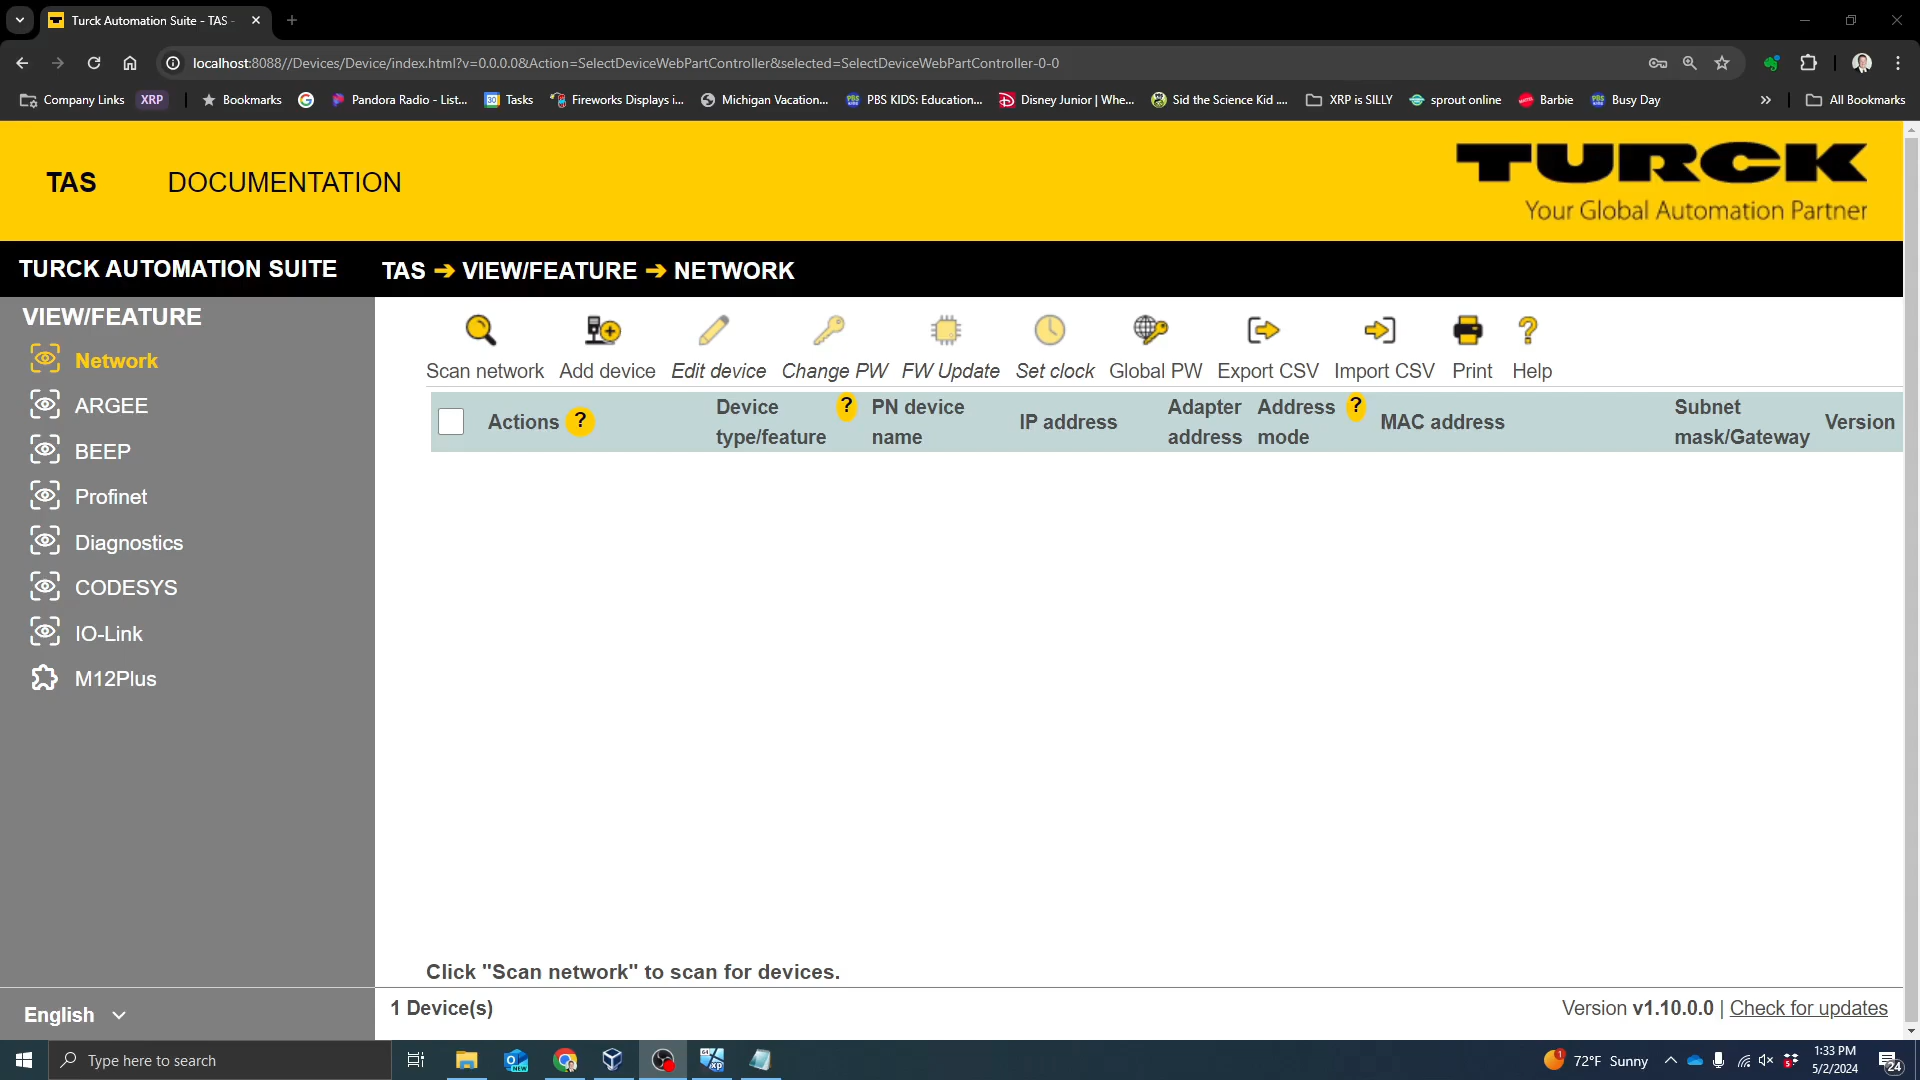 Turck Automation Suite - TAS -
localhost:8088//Devices/Device/index.html?v=0.0.0.0&Action=SelectDeviceWebPartController&selected=SelectDeviceWebPartController-0-0
Company Links XRP Bookmarks Pandora Radio - List... Tasks Fireworks Displays i... Michigan Vacation... PBS KIDS: Education... Disney Junior | Whe... Sid the Science Kid .... XRP is SILLY sprout online Barbie Busy Day » All Bookmarks
TAS DOCUMENTATION
TURCK
Your Global Automation Partner
TURCK AUTOMATION SUITE TAS ➔ VIEW/FEATURE ➔ NETWORK
VIEW/FEATURE
Network
ARGEE
BEEP
Profinet
Diagnostics
CODESYS
IO-Link
M12Plus
Scan network Add device Edit device Change PW FW Update Set clock Global PW Export CSV Import CSV Print Help
Actions ? Device type/feature ? PN device name IP address Adapter address Address mode ? MAC address Subnet mask/Gateway Version
Click "Scan network" to scan for devices.
English
1 Device(s)
Version v1.10.0.0 | Check for updates
Type here to search
72°F Sunny
1:33 PM
5/2/2024
24